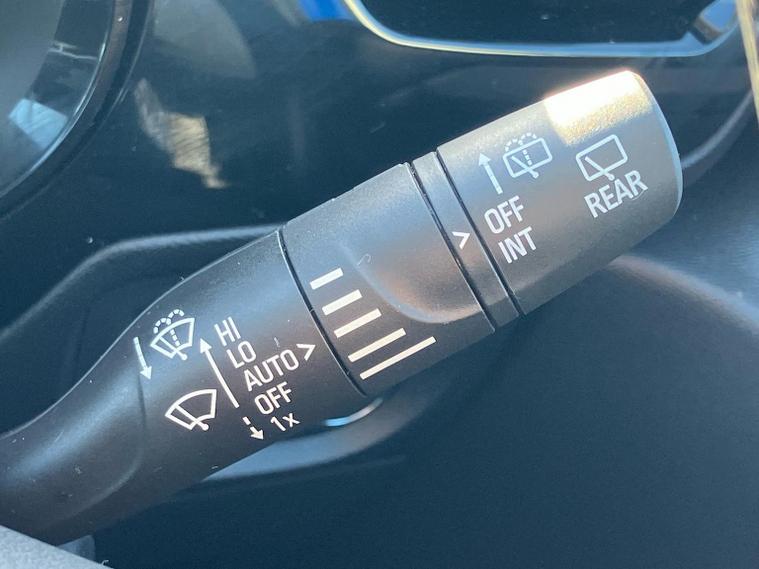 HI
LO
AUTO >
OFF
1x
>
OFF
INT
REAR